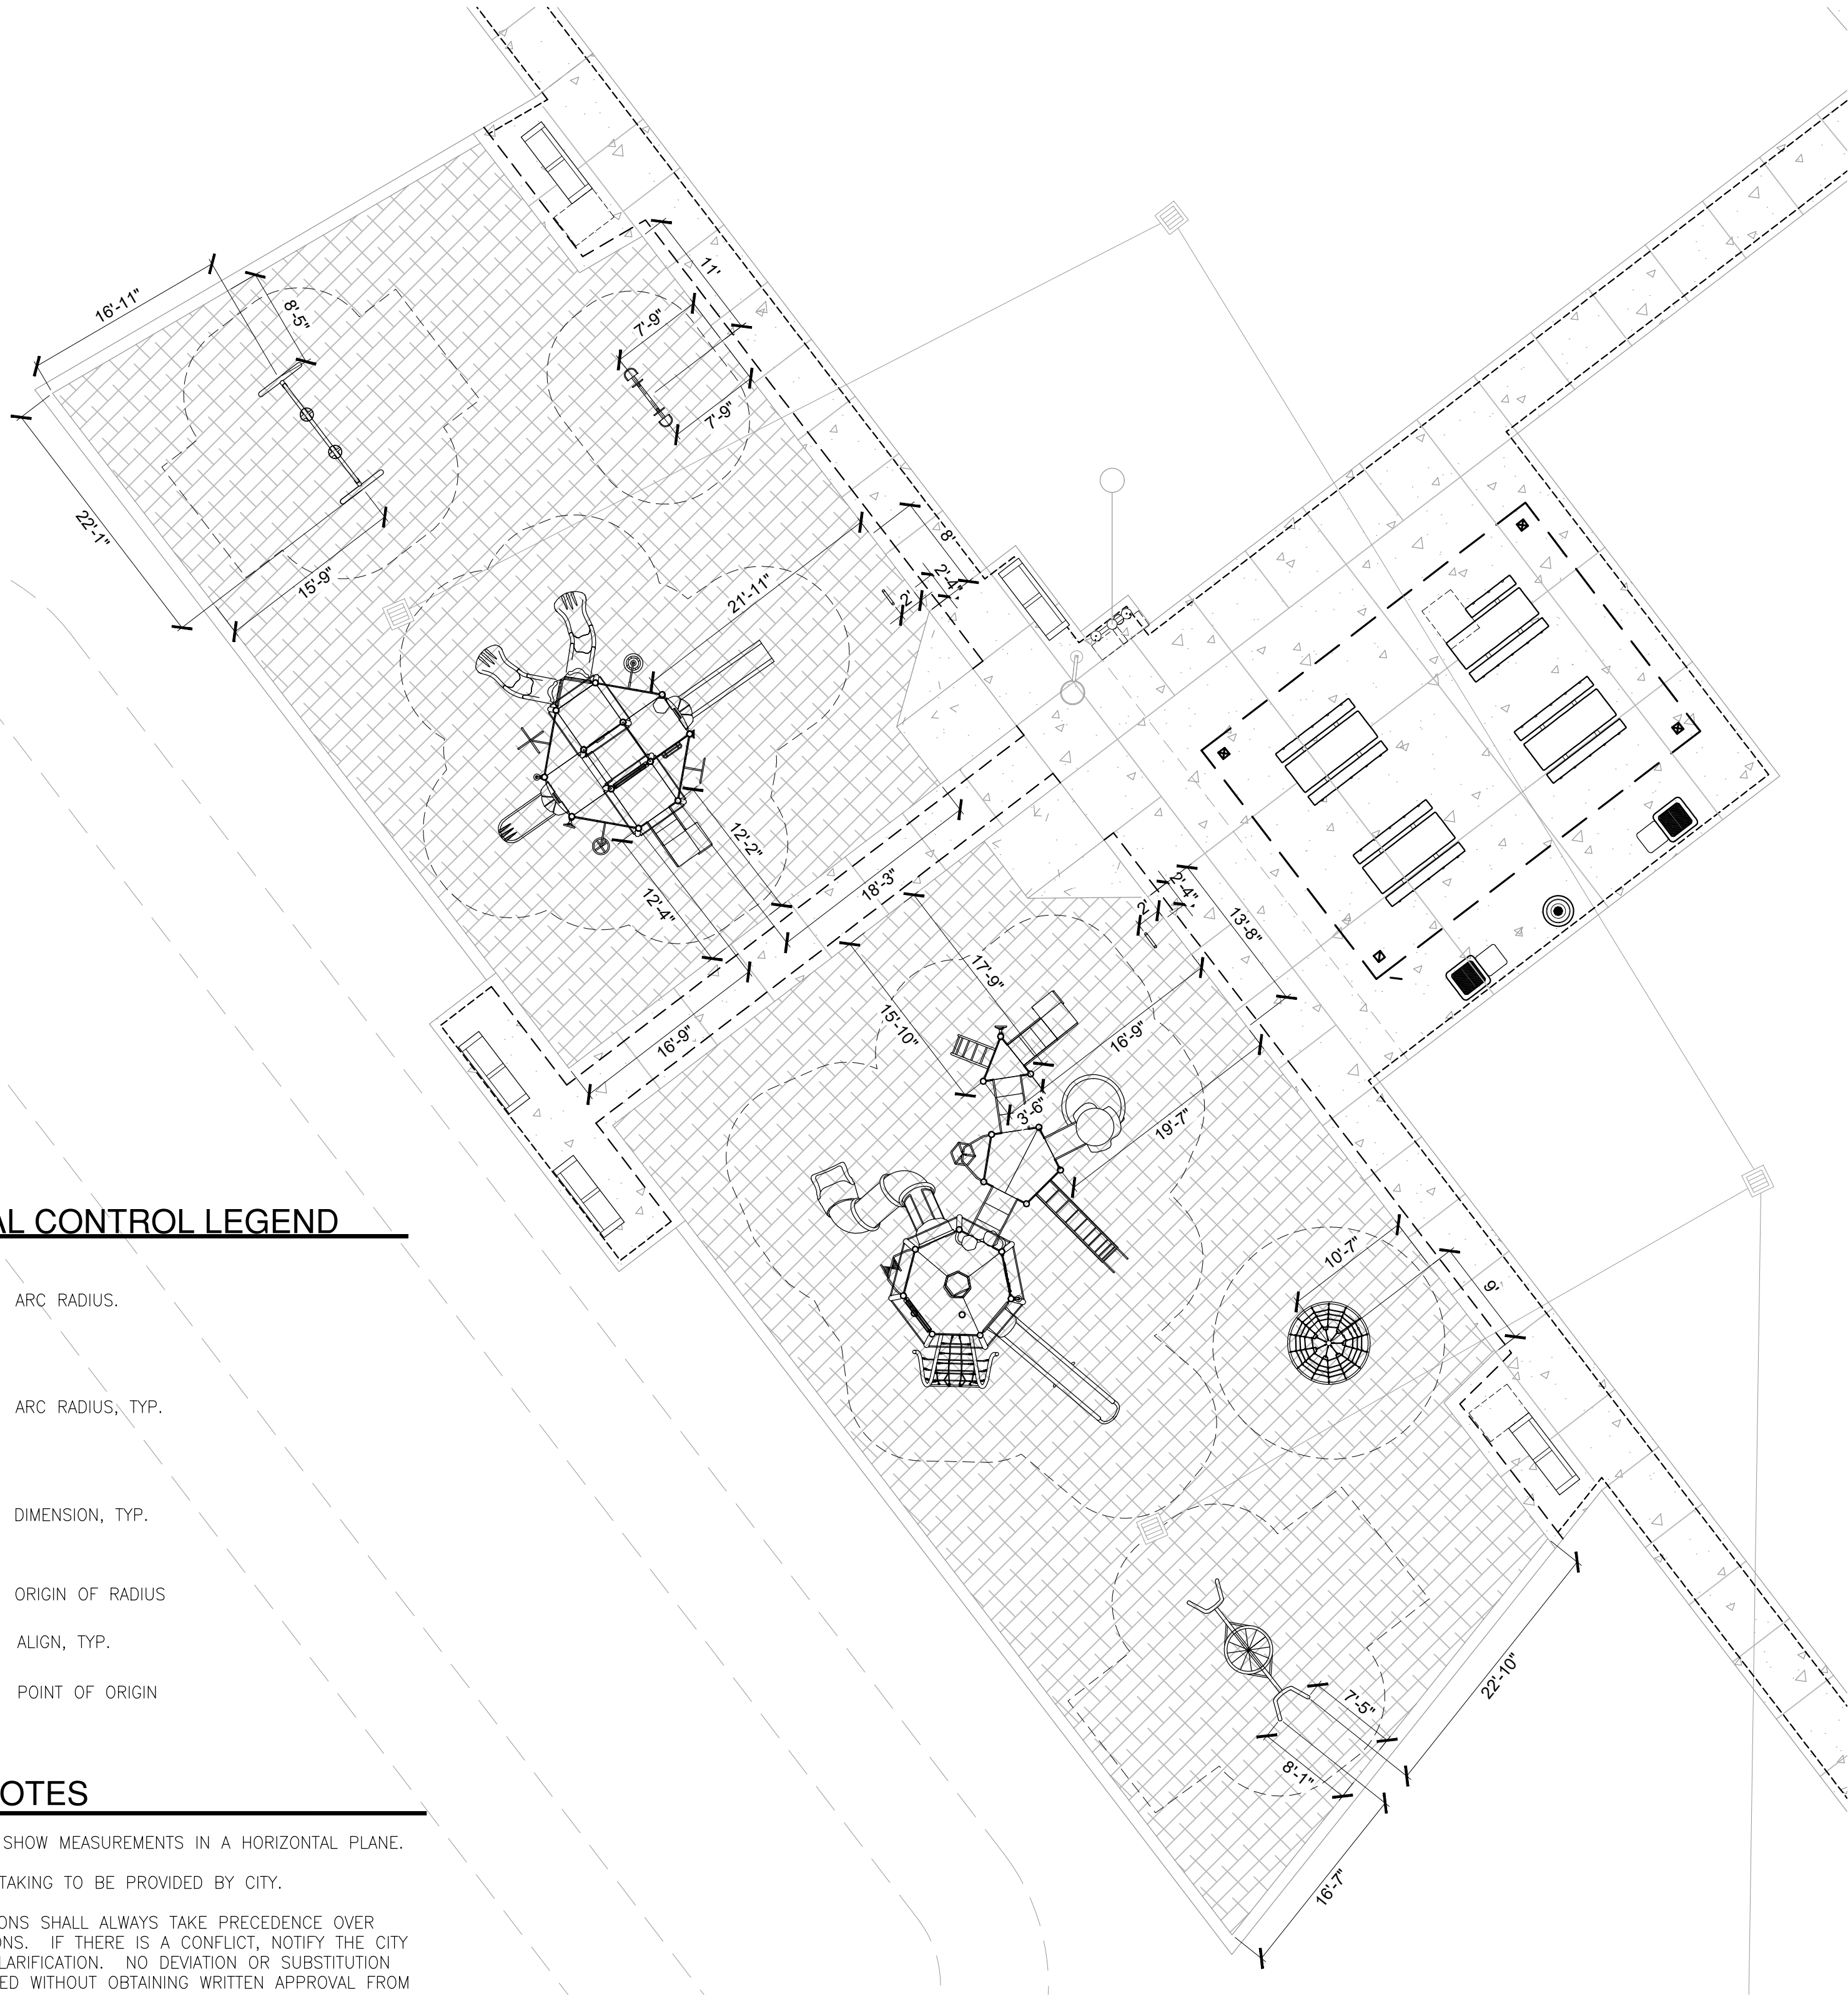 16'-11"
8'-5"
11'
7'-9"
7'-9"
22'-1"
15'-9"
21'-11"
8'
2'-4"
2'
12'-2"
12'-4"
18'-3"
16'-9"
2'-4"
2'
13'-8"
17'-9"
15'-10"
16'-9"
3'-6"
19'-7"
10'-7"
9'
22'-10"
7'-5"
8'-1"
16'-7"
AL CONTROL LEGEND
ARC RADIUS.
ARC RADIUS, TYP.
DIMENSION, TYP.
ORIGIN OF RADIUS
ALIGN, TYP.
POINT OF ORIGIN
OTES
SHOW MEASUREMENTS IN A HORIZONTAL PLANE.
TAKING TO BE PROVIDED BY CITY.
ONS SHALL ALWAYS TAKE PRECEDENCE OVER
ONS. IF THERE IS A CONFLICT, NOTIFY THE CITY
LARIFICATION. NO DEVIATION OR SUBSTITUTION
ED WITHOUT OBTAINING WRITTEN APPROVAL FROM